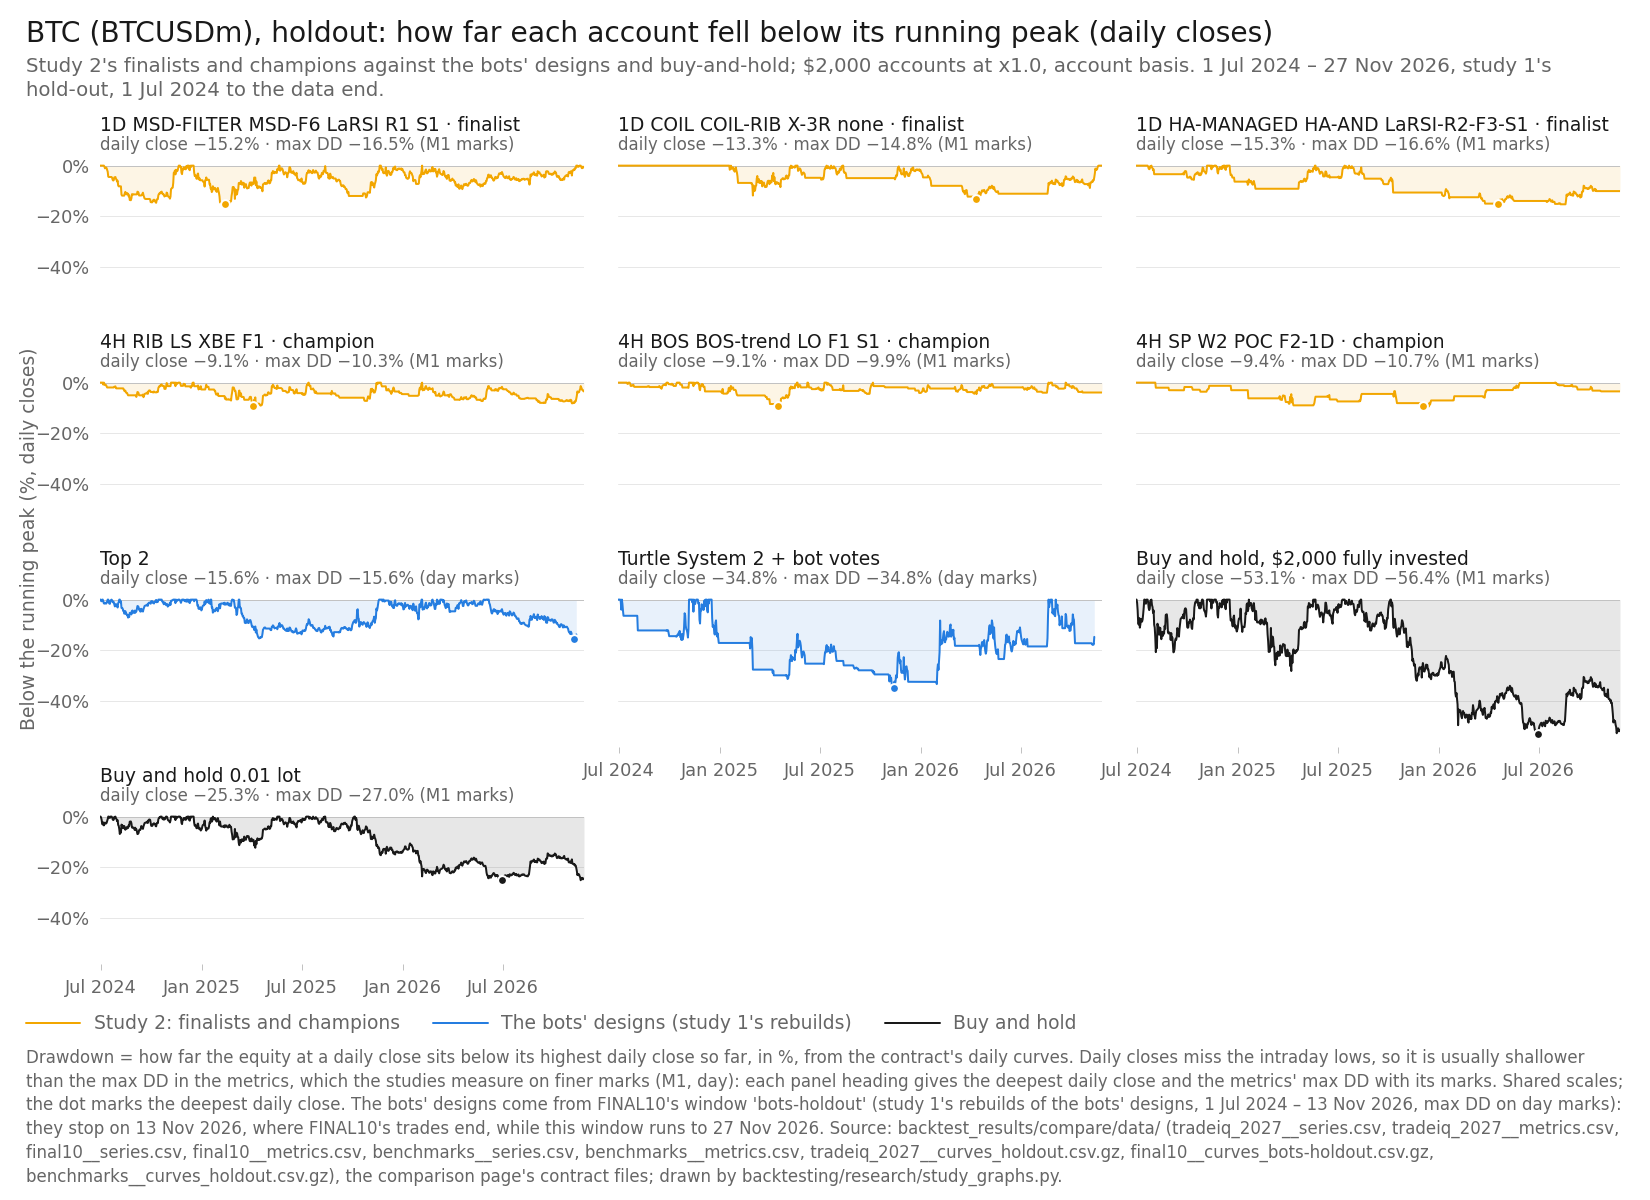 BTC (BTCUSDm), holdout: how far each account fell below its running peak (daily closes)
Study 2's finalists and champions against the bots' designs and buy-and-hold; $2,000 accounts at x1.0, account basis. 1 Jul 2024 – 27 Nov 2026, study 1's
hold-out, 1 Jul 2024 to the data end.
1D MSD-FILTER MSD-F6 LaRSI R1 S1 · finalist
daily close −15.2% · max DD −16.5% (M1 marks)
1D COIL COIL-RIB X-3R none · finalist
daily close −13.3% · max DD −14.8% (M1 marks)
1D HA-MANAGED HA-AND LaRSI-R2-F3-S1 · finalist
daily close −15.3% · max DD −16.6% (M1 marks)
0%
−20%
−40%
4H RIB LS XBE F1 · champion
daily close −9.1% · max DD −10.3% (M1 marks)
4H BOS BOS-trend LO F1 S1 · champion
daily close −9.1% · max DD −9.9% (M1 marks)
4H SP W2 POC F2-1D · champion
daily close −9.4% · max DD −10.7% (M1 marks)
0%
−20%
−40%
Below the running peak (%, daily closes)
Top 2
daily close −15.6% · max DD −15.6% (day marks)
Turtle System 2 + bot votes
daily close −34.8% · max DD −34.8% (day marks)
Buy and hold, $2,000 fully invested
daily close −53.1% · max DD −56.4% (M1 marks)
0%
−20%
−40%
Jul 2024 Jan 2025 Jul 2025 Jan 2026 Jul 2026
Jul 2024 Jan 2025 Jul 2025 Jan 2026 Jul 2026
Buy and hold 0.01 lot
daily close −25.3% · max DD −27.0% (M1 marks)
0%
−20%
−40%
Jul 2024 Jan 2025 Jul 2025 Jan 2026 Jul 2026
Study 2: finalists and champions The bots' designs (study 1's rebuilds) Buy and hold
Drawdown = how far the equity at a daily close sits below its highest daily close so far, in %, from the contract's daily curves. Daily closes miss the intraday lows, so it is usually shallower
than the max DD in the metrics, which the studies measure on finer marks (M1, day): each panel heading gives the deepest daily close and the metrics' max DD with its marks. Shared scales;
the dot marks the deepest daily close. The bots' designs come from FINAL10's window 'bots-holdout' (study 1's rebuilds of the bots' designs, 1 Jul 2024 – 13 Nov 2026, max DD on day marks):
they stop on 13 Nov 2026, where FINAL10's trades end, while this window runs to 27 Nov 2026. Source: backtest_results/compare/data/ (tradeiq_2027__series.csv, tradeiq_2027__metrics.csv,
final10__series.csv, final10__metrics.csv, benchmarks__series.csv, benchmarks__metrics.csv, tradeiq_2027__curves_holdout.csv.gz, final10__curves_bots-holdout.csv.gz,
benchmarks__curves_holdout.csv.gz), the comparison page's contract files; drawn by backtesting/research/study_graphs.py.